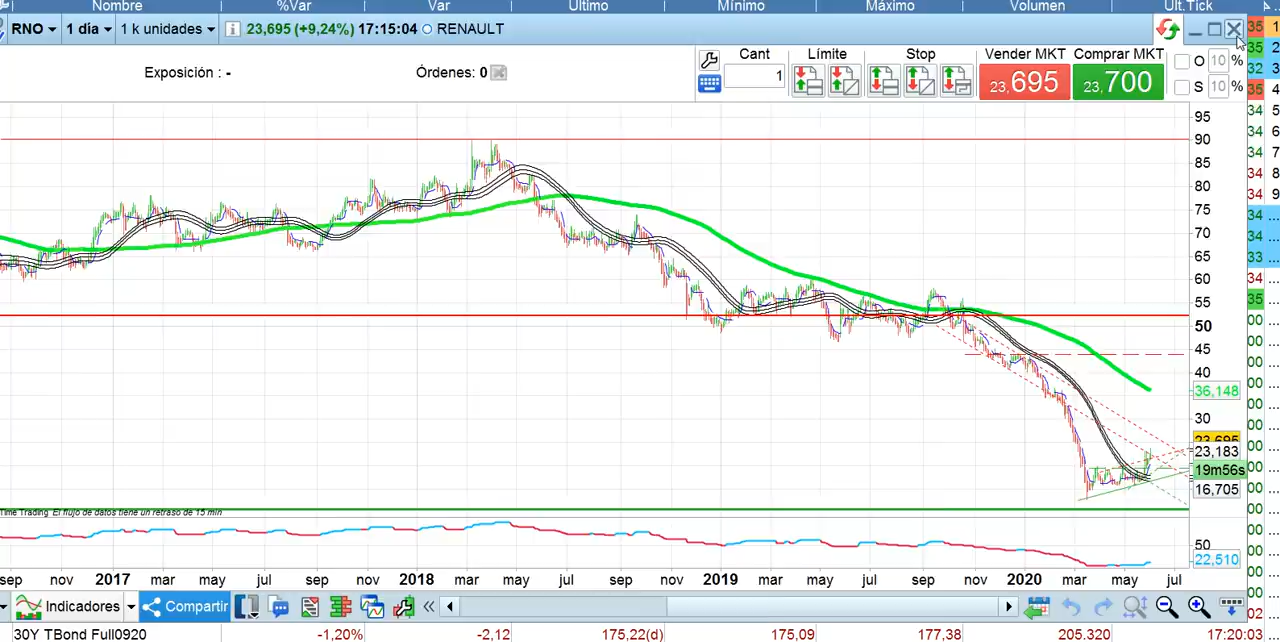 Nombre %Var Var Último Mínimo Máximo Volumen Últ.Tick
RNO 1 día 1 k unidades 23,695 (+9,24%) 17:15:04 RENAULT
Exposición : - Órdenes: 0
Cant Límite Stop Vender MKT Comprar MKT
1 23,695 23,700
O 10 %
S 10 %
95
90
85
80
75
70
65
60
55
50
45
40
36,148
30
23,695
23,183
19m56s
16,705
Time Trading El flujo de datos tiene un retraso de 15 min
50
22,510
sep nov 2017 mar may jul sep nov 2018 mar may jul sep nov 2019 mar may jul sep nov 2020 mar may jul
Indicadores Compartir
30Y TBond Full0920 -1,20% -2,12 175,22(d) 175,09 177,38 205.320 17:20:03